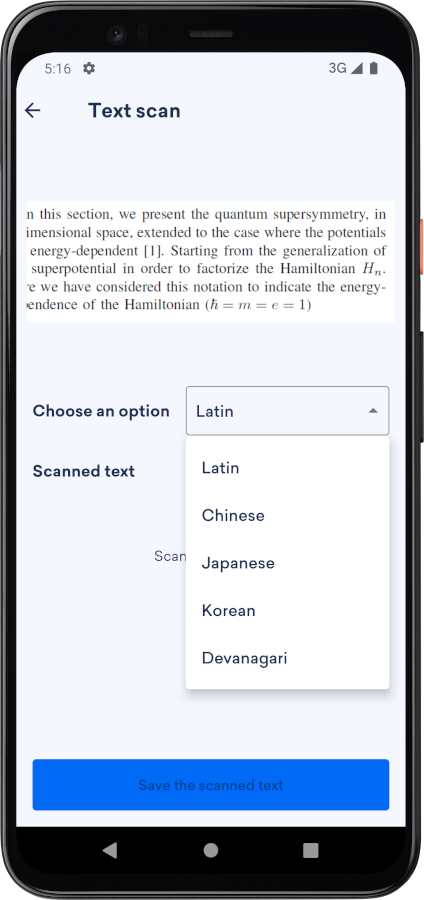 5:16
3G
Text scan
n this section, we present the quantum supersymmetry, in
imensional space, extended to the case where the potentials
energy-dependent [1]. Starting from the generalization of
superpotential in order to factorize the Hamiltonian Hₙ.
e we have considered this notation to indicate the energy-
endence of the Hamiltonian (ħ = m = e = 1)
Choose an option
Latin
Scanned text
Latin
Chinese
Scan
Japanese
Korean
Devanagari
Save the scanned text